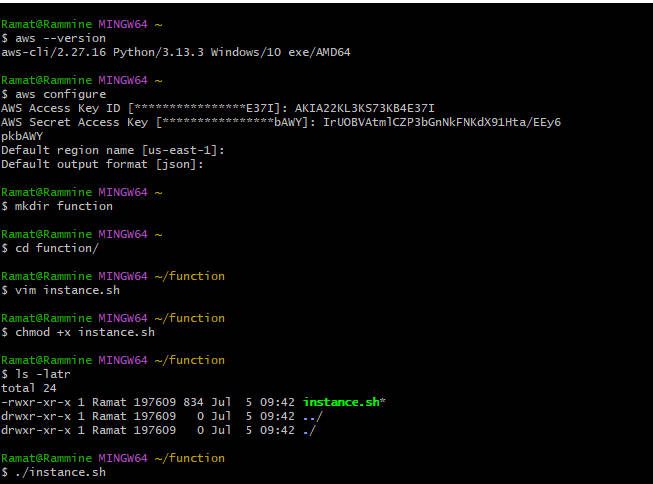 Ramat@Rammine MINGW64 ~
$ aws --version
aws-cli/2.27.16 Python/3.13.3 Windows/10 exe/AMD64
Ramat@Rammine MINGW64 ~
$ aws configure
AWS Access Key ID [****************E37I]: AKIA22KL3KS73KB4E37I
AWS Secret Access Key [****************bAWY]: IrUOBVAtmlCZP3bGnNkFNKdX91Hta/EEy6
pkbAWY
Default region name [us-east-1]:
Default output format [json]:
Ramat@Rammine MINGW64 ~
$ mkdir function
Ramat@Rammine MINGW64 ~
$ cd function/
Ramat@Rammine MINGW64 ~/function
$ vim instance.sh
Ramat@Rammine MINGW64 ~/function
$ chmod +x instance.sh
Ramat@Rammine MINGW64 ~/function
$ ls -latr
total 24
-rwxr-xr-x 1 Ramat 197609 834 Jul  5 09:42 instance.sh*
drwxr-xr-x 1 Ramat 197609   0 Jul  5 09:42 ../
drwxr-xr-x 1 Ramat 197609   0 Jul  5 09:42 ./
Ramat@Rammine MINGW64 ~/function
$ ./instance.sh